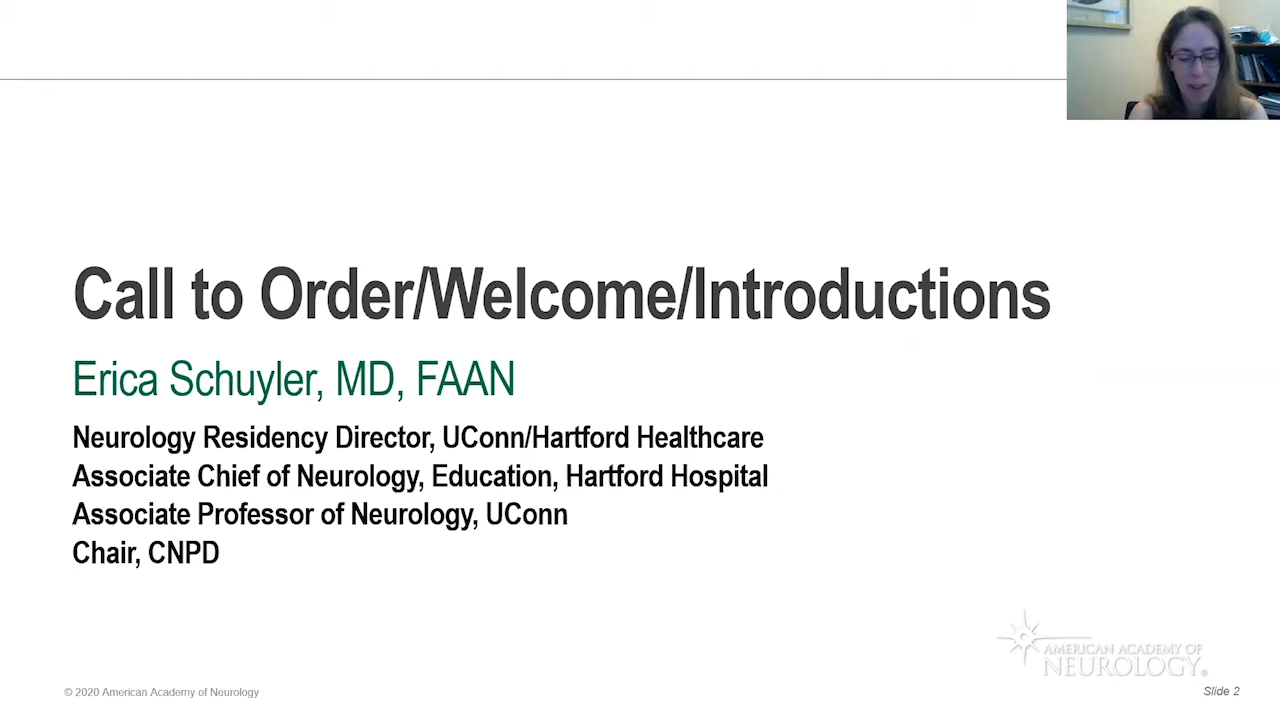 Call to Order/Welcome/Introductions
Erica Schuyler, MD, FAAN
Neurology Residency Director, UConn/Hartford Healthcare
Associate Chief of Neurology, Education, Hartford Hospital
Associate Professor of Neurology, UConn
Chair, CNPD
AMERICAN ACADEMY OF
NEUROLOGY®
© 2020 American Academy of Neurology
Slide 2